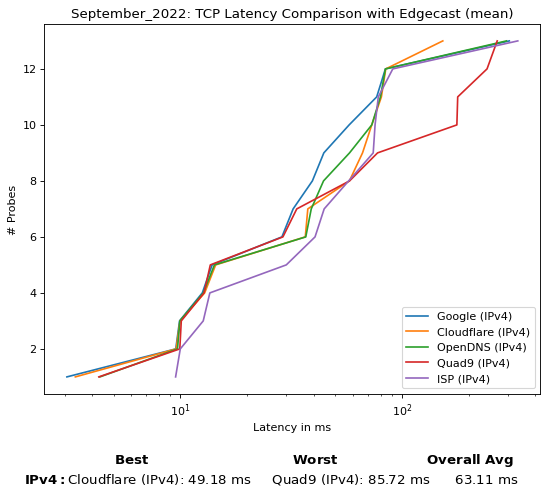 September_2022: TCP Latency Comparison with Edgecast (mean)
# Probes
12
10
8
6
4
2
Google (IPv4)
Cloudflare (IPv4)
OpenDNS (IPv4)
Quad9 (IPv4)
ISP (IPv4)
10¹ 10²
Latency in ms
Best Worst Overall Avg
IPv4: Cloudflare (IPv4): 49.18 ms Quad9 (IPv4): 85.72 ms 63.11 ms